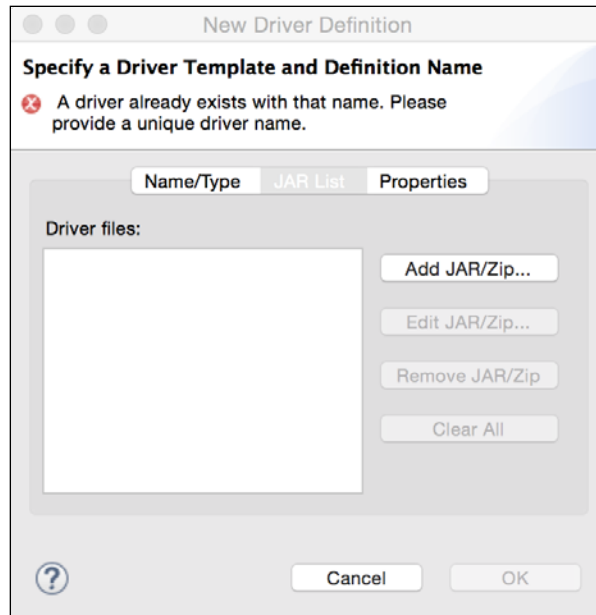 New Driver Definition
Specify a Driver Template and Definition Name
A driver already exists with that name. Please
provide a unique driver name.
Name/Type JAR List Properties
Driver files:
Add JAR/Zip...
Edit JAR/Zip...
Remove JAR/Zip
Clear All
?
Cancel OK